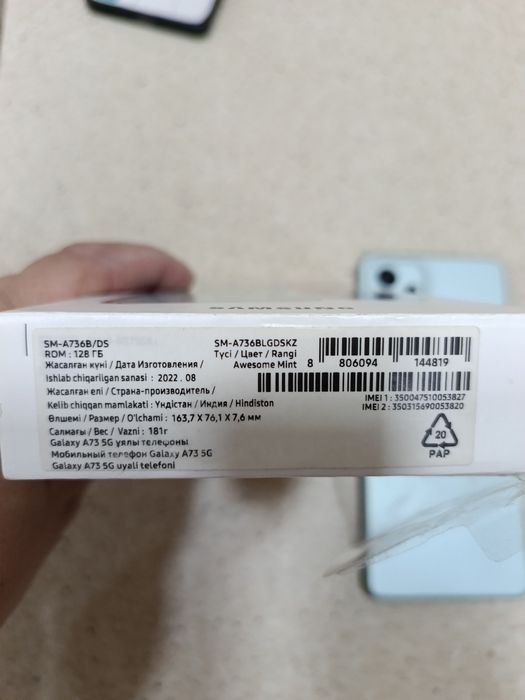 SAMSUNG
SM-A736B/DS
ROM : 128 ГБ
Жасалған күні / Дата Изготовления /
Ishlab chiqarilgan sanasi : 2022 . 08
Жасалған елі / Страна-производитель /
Kelib chiqqan mamlakati : Үндістан / Индия / Hindiston
Өлшемі / Размер / O'lchami : 163,7 X 76,1 X 7,6 мм
Салмағы / Вес / Vazni : 181г
Galaxy A73 5G ұялы телефоны
Мобильный телефон Galaxy A73 5G
Galaxy A73 5G uyali telefoni
SM-A736BLGDSKZ
Түсі / Цвет / Rangi
Awesome Mint
8 806094 144819
IMEI 1 : 350047510053827
IMEI 2 : 350315690053820
20
PAP